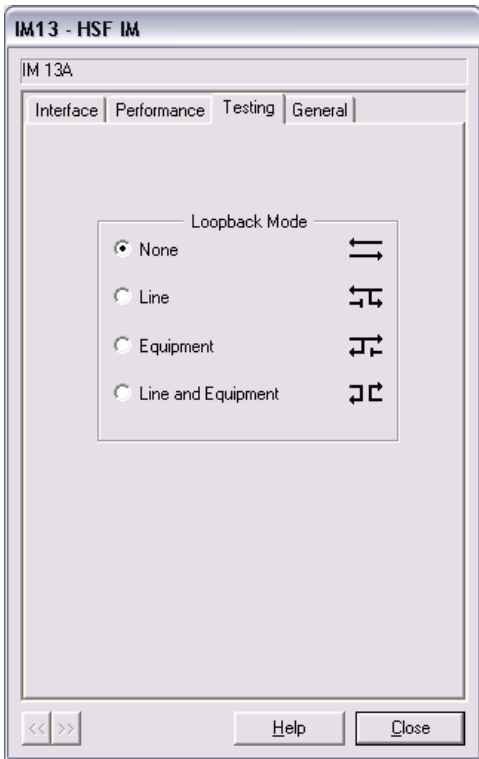 IM13 - HSF IM
IM 13A
Interface Performance Testing General
Loopback Mode
None
Line
Equipment
Line and Equipment
<< >> Help Close